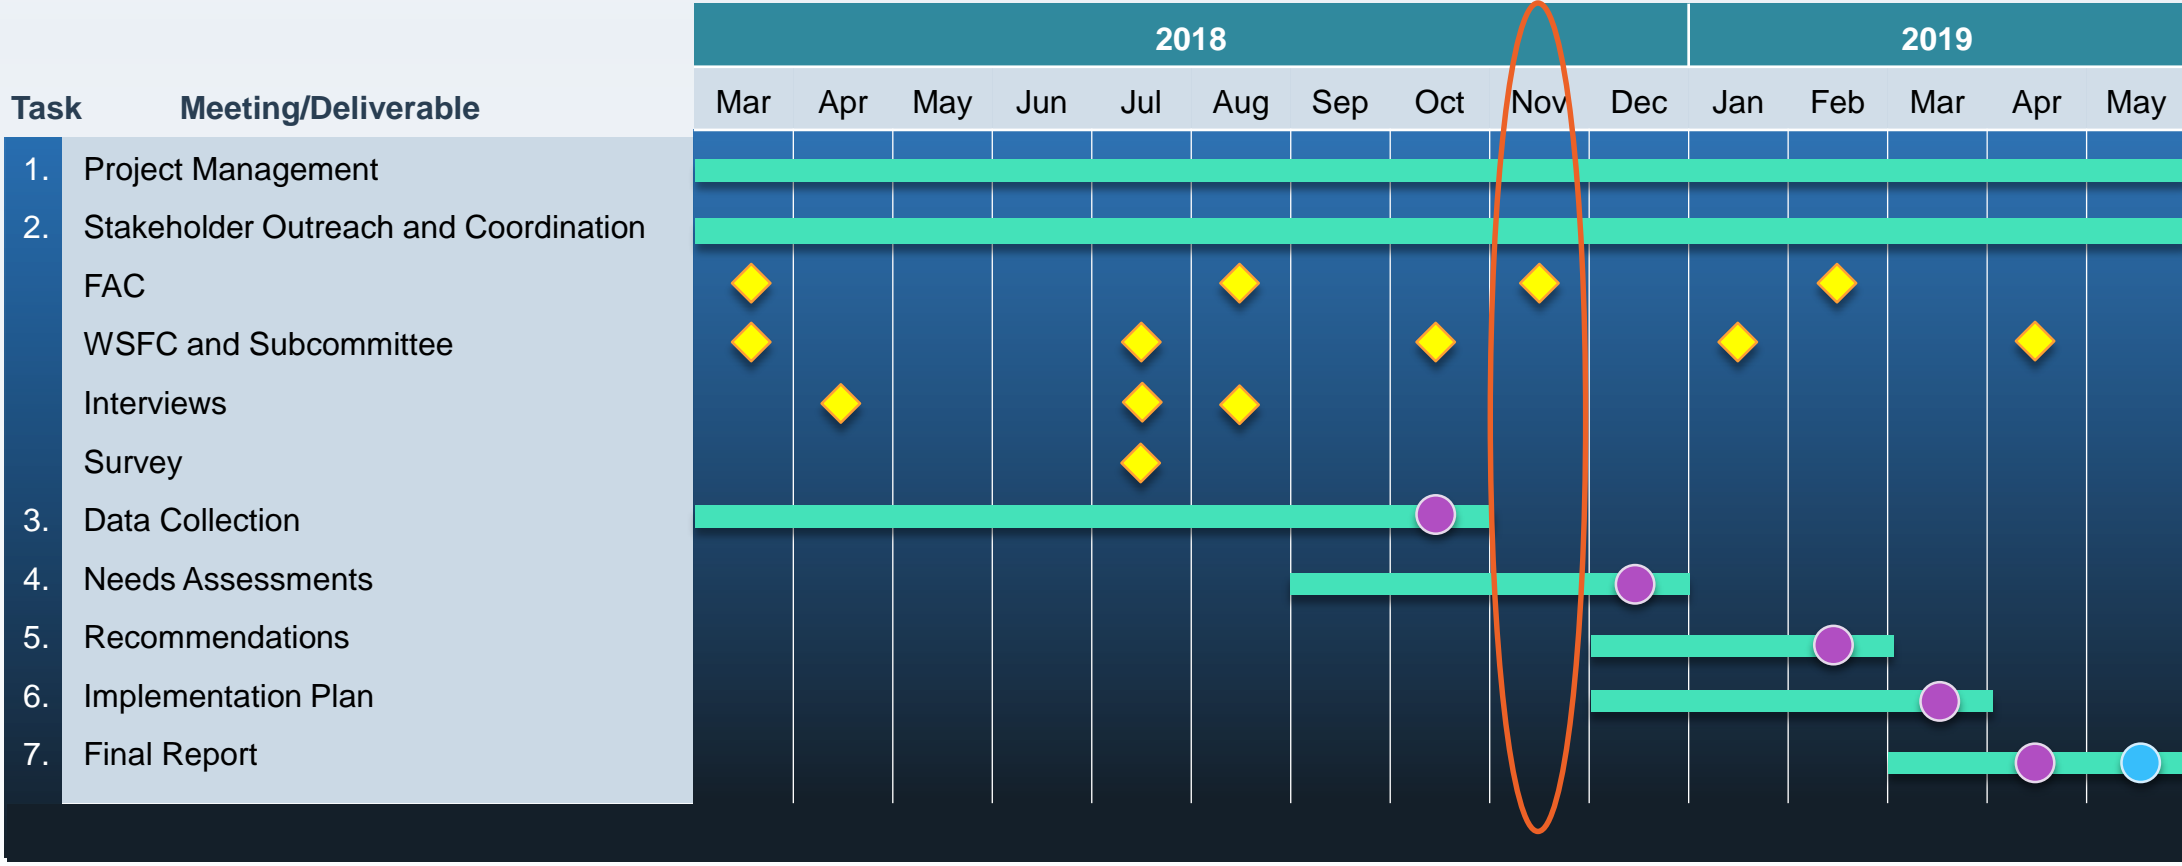 2018 2019
Task Meeting/Deliverable Mar Apr May Jun Jul Aug Sep Oct Nov Dec Jan Feb Mar Apr May
1. Project Management
2. Stakeholder Outreach and Coordination
FAC
WSFC and Subcommittee
Interviews
Survey
3. Data Collection
4. Needs Assessments
5. Recommendations
6. Implementation Plan
7. Final Report